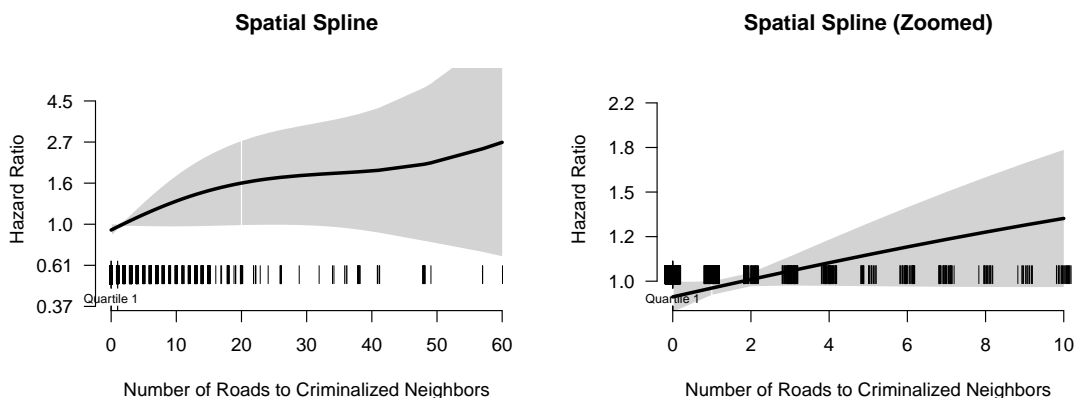 Spatial Spline
4.5
2.7
1.6
1.0
0.61
0.37
Hazard Ratio
Quartile 1
0 10 20 30 40 50 60
Number of Roads to Criminalized Neighbors
Spatial Spline (Zoomed)
2.2
1.8
1.5
1.2
1.0
Hazard Ratio
Quartile 1
0 2 4 6 8 10
Number of Roads to Criminalized Neighbors